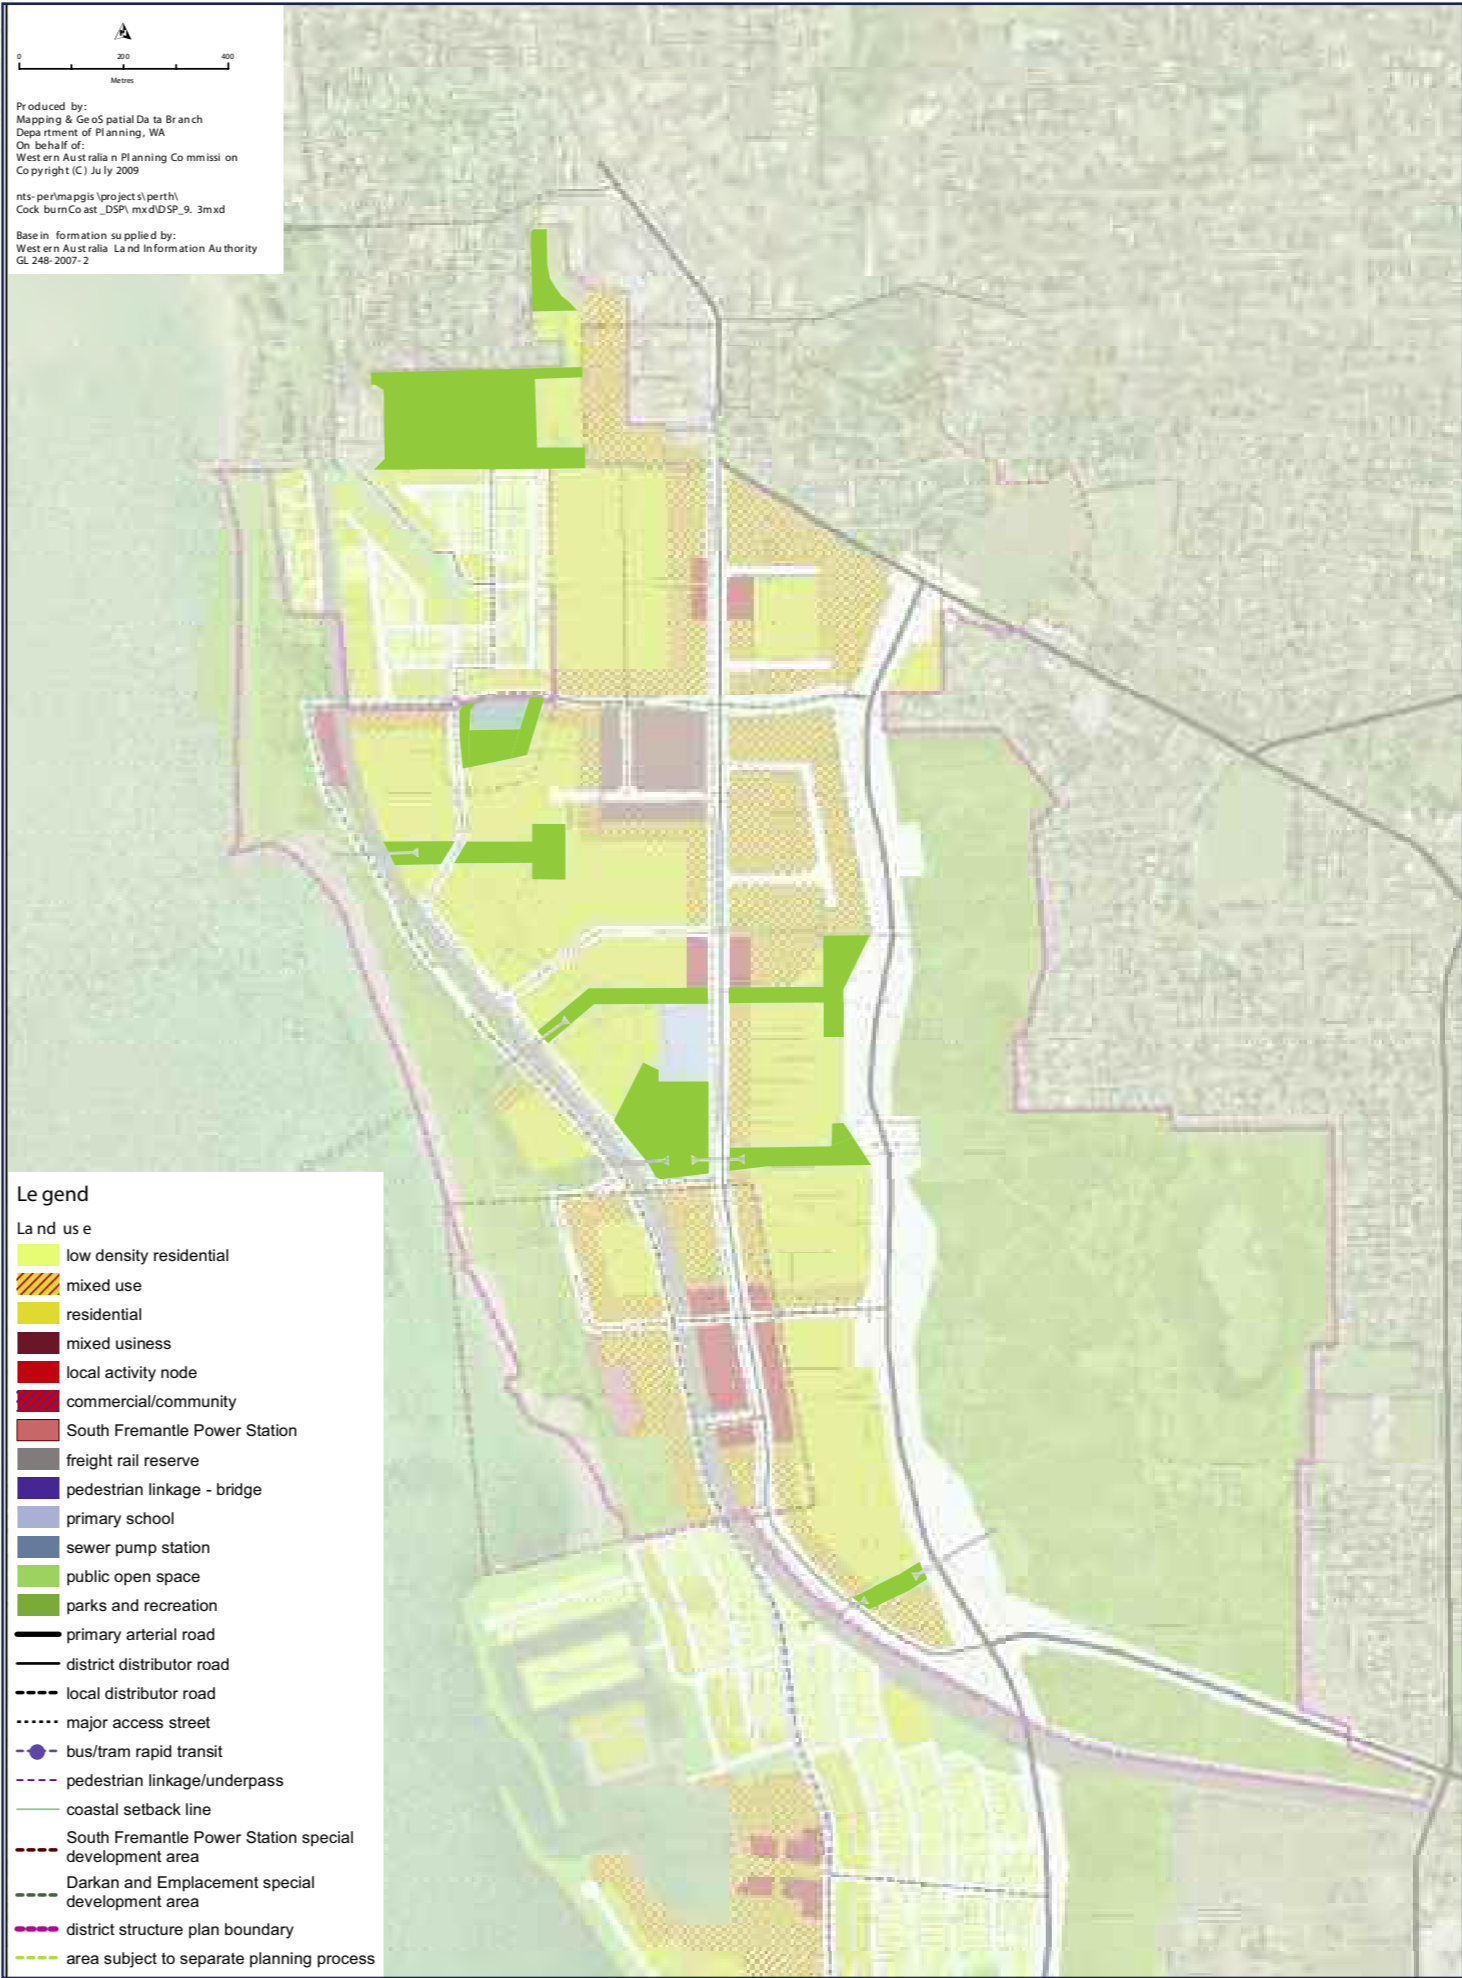 0 200 400
Metres
Produced by:
Mapping & GeoSpatial Data Branch
Department of Planning, WA
On behalf of:
Western Australian Planning Commission
Copyright (C) July 2009
nts-per\mapgis\projects\perth\
CockburnCoast_DSP\mxd\DSP_9. 3mxd
Base information supplied by:
Western Australia Land Information Authority
GL 248-2007-2
Legend
Land use
low density residential
mixed use
residential
mixed usiness
local activity node
commercial/community
South Fremantle Power Station
freight rail reserve
pedestrian linkage - bridge
primary school
sewer pump station
public open space
parks and recreation
primary arterial road
district distributor road
local distributor road
major access street
bus/tram rapid transit
pedestrian linkage/underpass
coastal setback line
South Fremantle Power Station special
development area
Darkan and Emplacement special
development area
district structure plan boundary
area subject to separate planning process